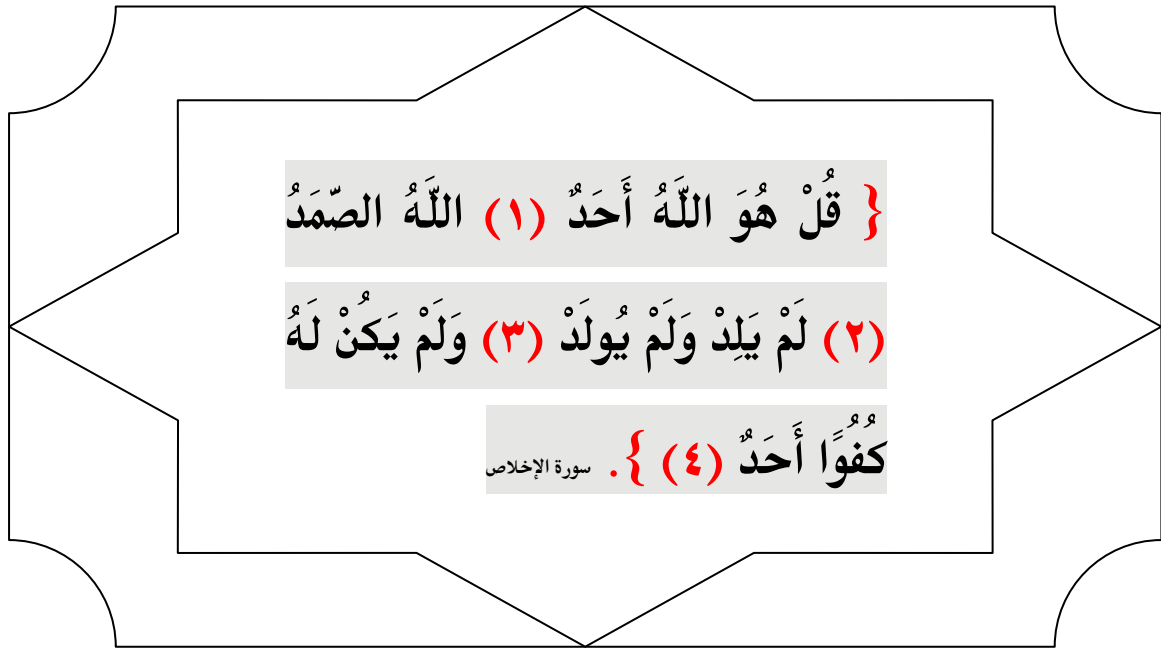 { قُلْ هُوَ اللَّهُ أَحَدٌ (١) اللَّهُ الصَّمَدُ
(٢) لَمْ يَلِدْ وَلَمْ يُولَدْ (٣) وَلَمْ يَكُنْ لَهُ
كُفُوًا أَحَدٌ (٤) }. سورة الإخلاص